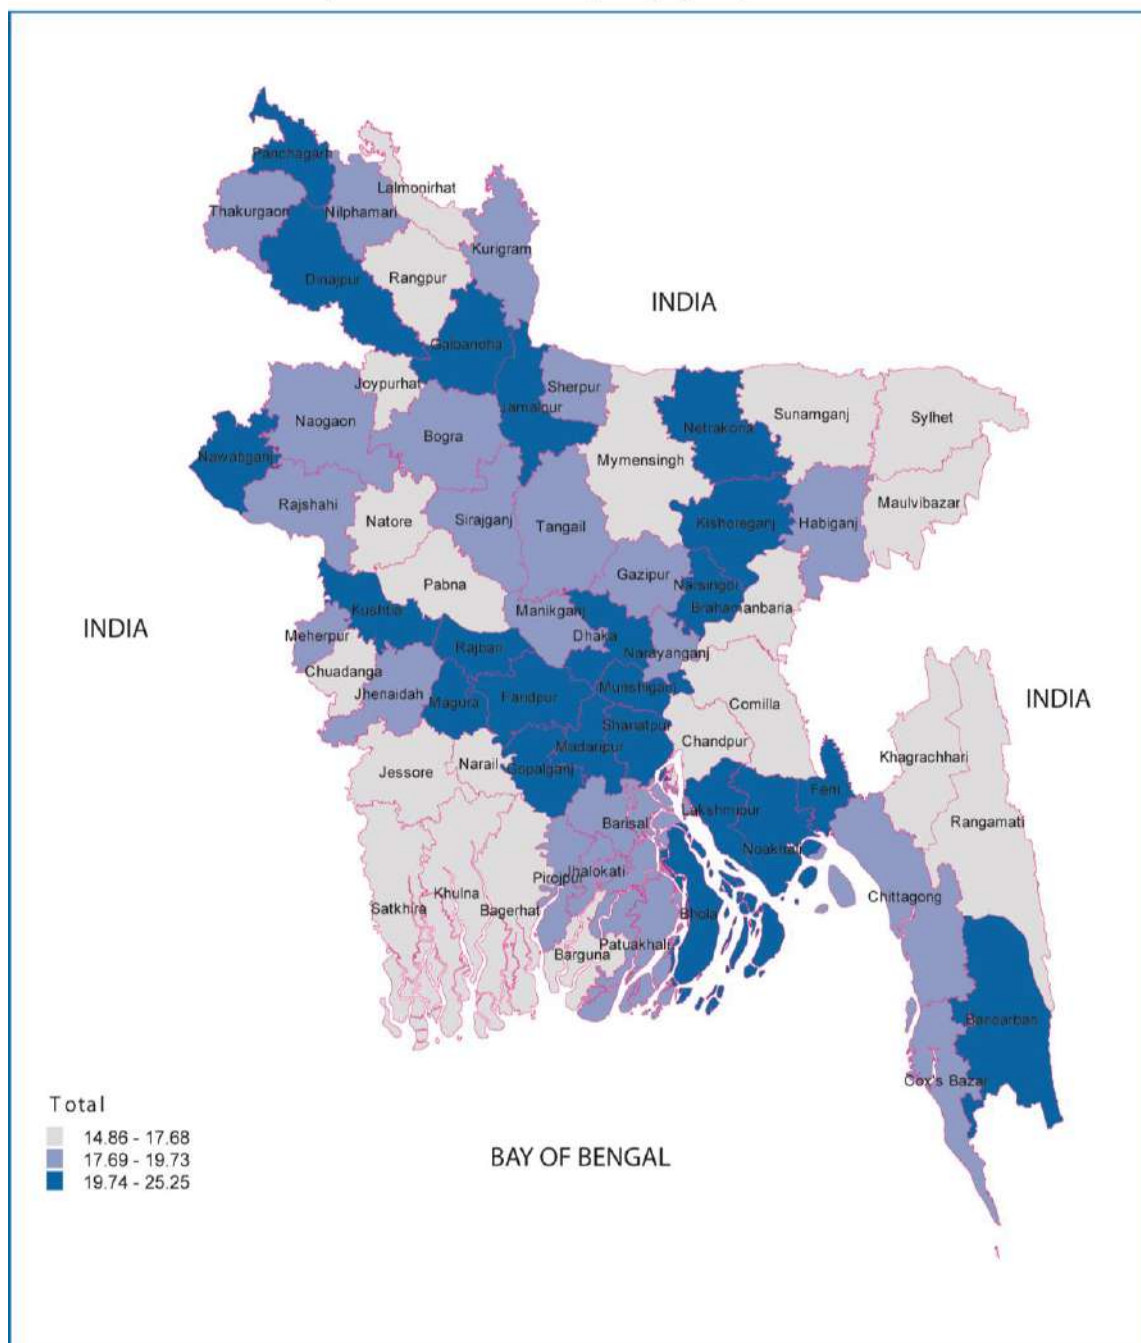 Panchagarh
Lalmonirhat
Thakurgaon
Nilphamari
Kurigram
Dinajpur
Rangpur
INDIA
Gaibandha
Joypurhat
Sherpur
Jamalpur
Sunamganj
Sylhet
Naogaon
Netrakona
Bogra
Nawabganj
Mymensingh
Maulvibazar
Rajshahi
Natore
Sirajganj
Tangail
Kishoreganj
Habiganj
Gazipur
Pabna
Narsingdi
Kushtia
Manikganj
Brahamanbaria
INDIA
Meherpur
Dhaka
Rajbari
Narayanganj
Chuadanga
Jhenaidah
Magura
Faridpur
Munshiganj
INDIA
Comilla
Shariatpur
Chandpur
Madaripur
Khagrachhari
Jessore
Narail
Gopalganj
Feni
Lakshmipur
Barisal
Rangamati
Noakhali
Jhalokati
Pirojpur
Khulna
Chittagong
Satkhira
Bagerhat
Bhola
Patuakhali
Barguna
Bandarban
Cox's Bazar
Total
14.86 - 17.68
17.69 - 19.73
19.74 - 25.25
BAY OF BENGAL